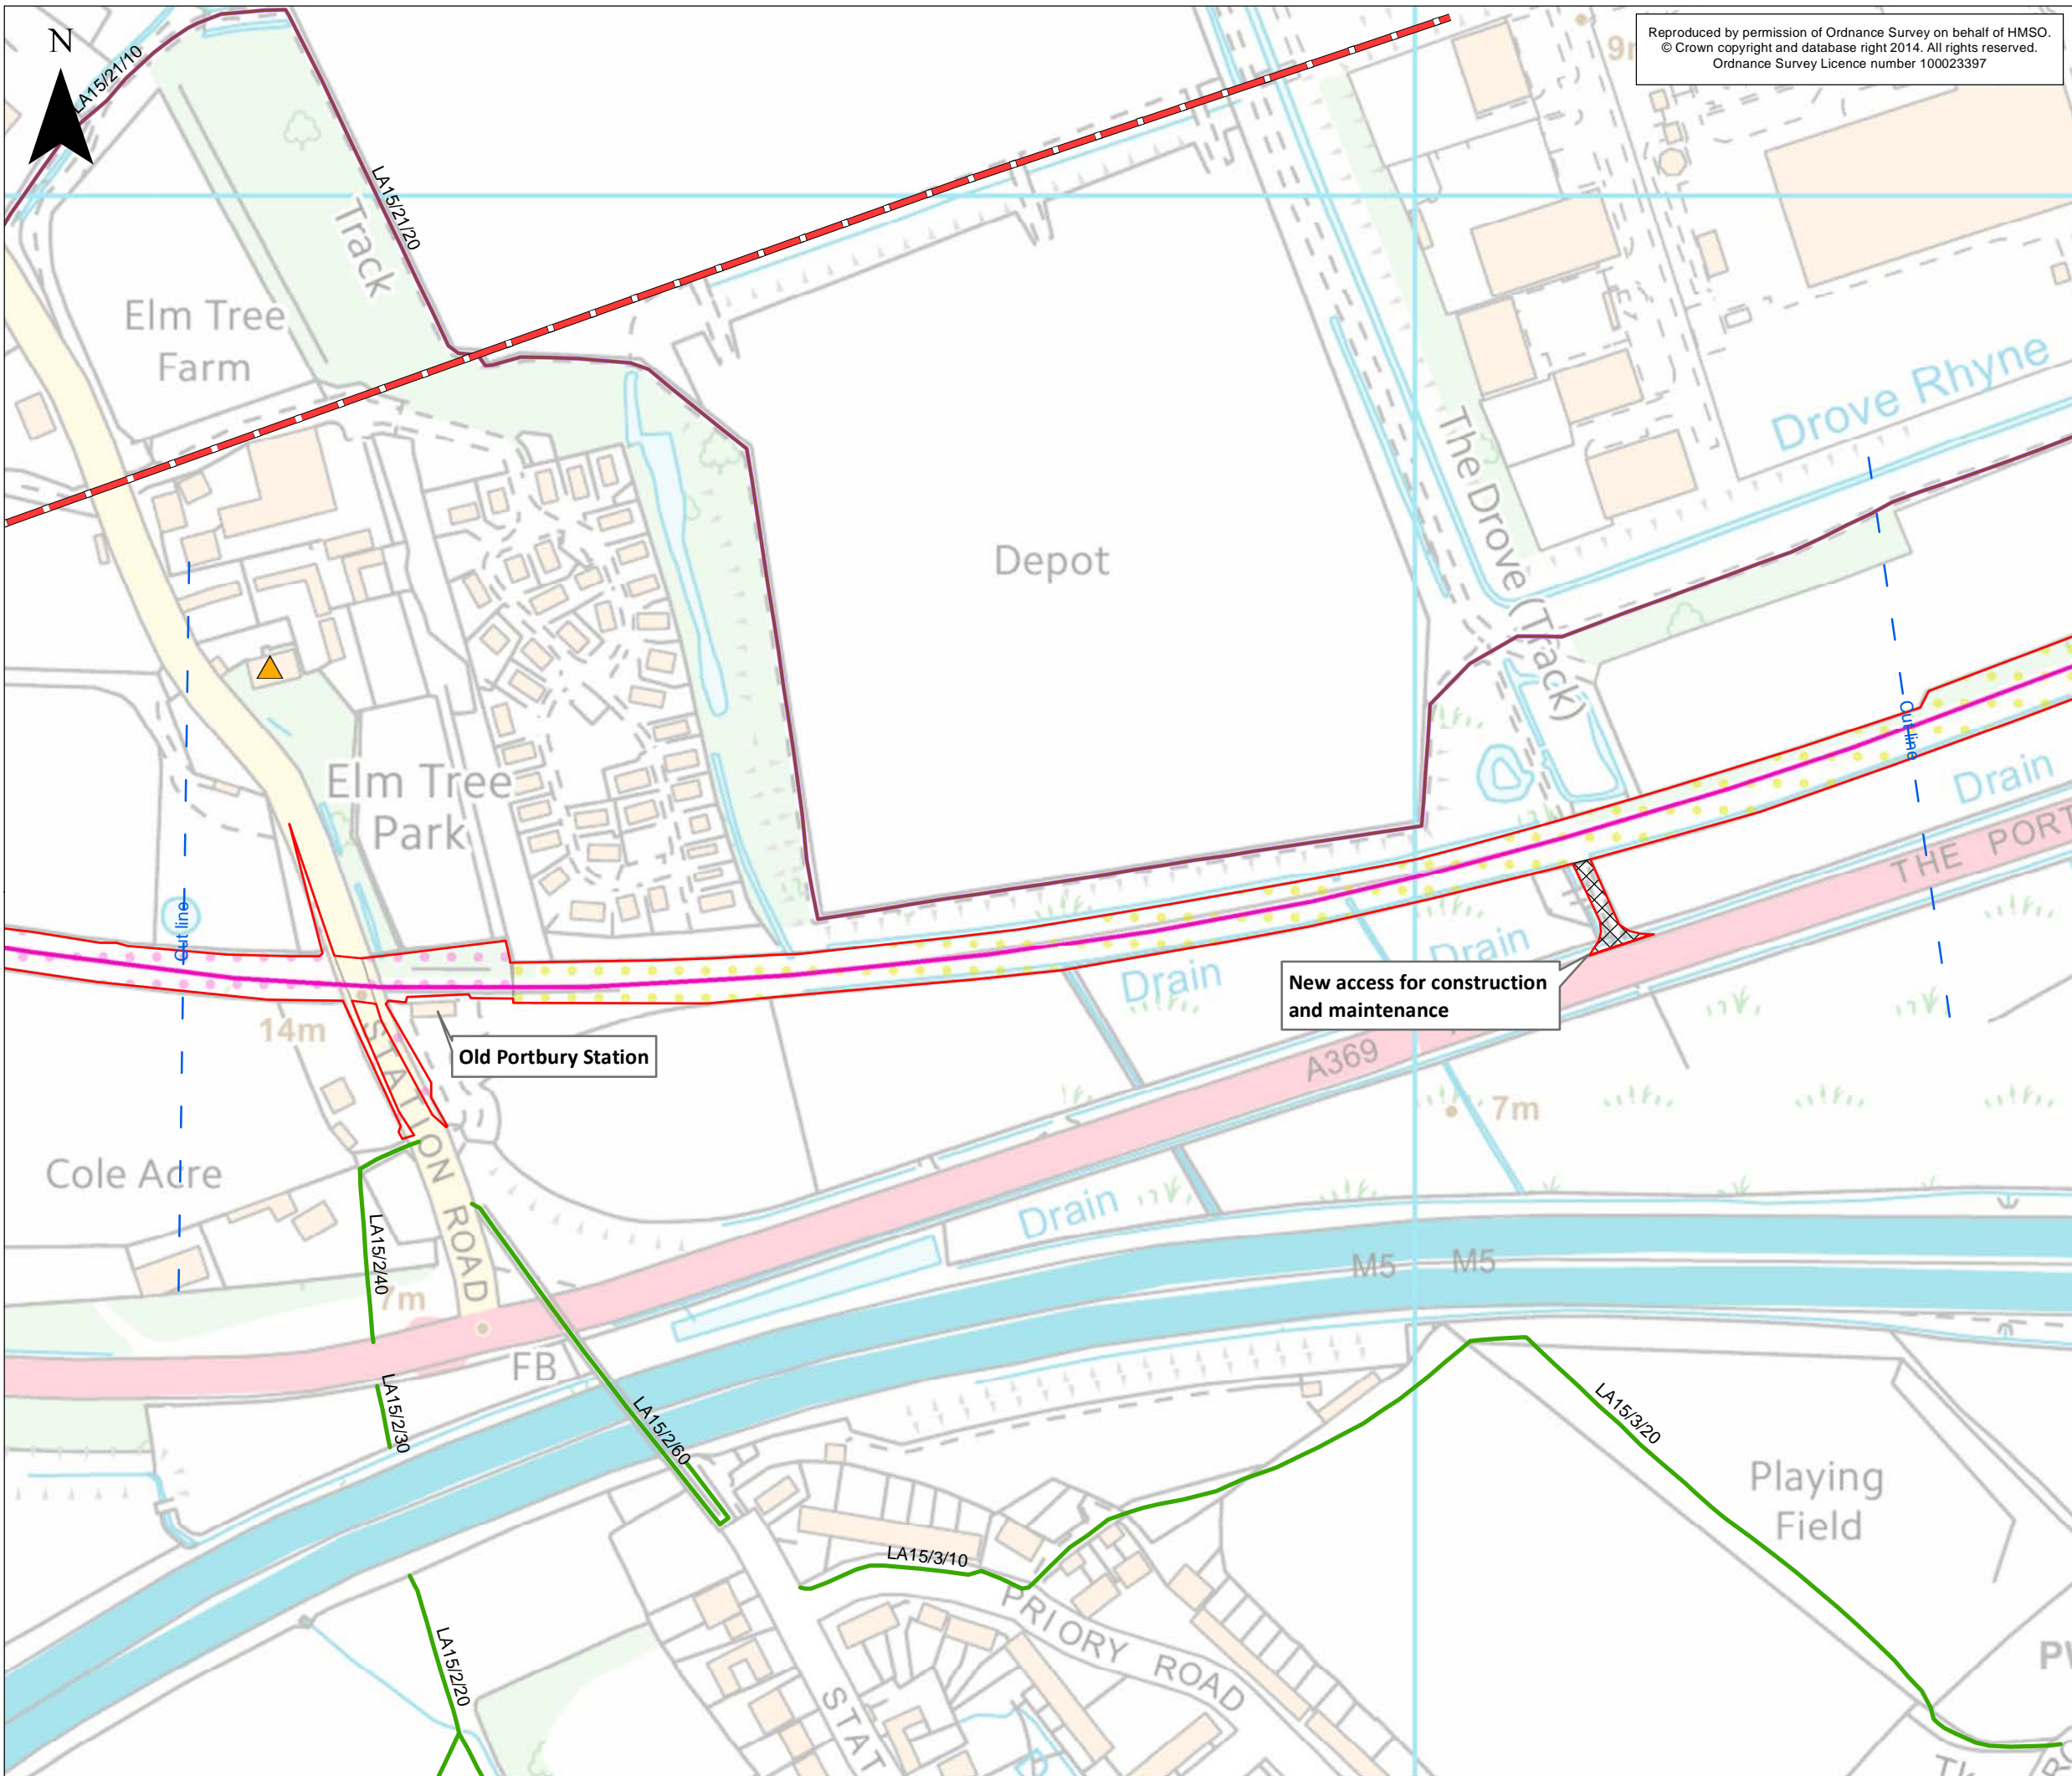 N
Reproduced by permission of Ordnance Survey on behalf of HMSO.
© Crown copyright and database right 2014. All rights reserved.
Ordnance Survey Licence number 100023397
LA15/21/10
LA15/21/20
Track
Elm Tree
Farm
Drove Rhyne
The Drove (Track)
Depot
Elm Tree
Park
Cut line
Cut line
Drain
THE PORT
Drain
Drain
New access for construction
and maintenance
14m
Old Portbury Station
A369
7m
STATION ROAD
Cole Acre
LA15/2/40
Drain
M5
M5
7m
FB
LA15/2/30
LA15/2/60
LA15/3/20
Playing
Field
LA15/3/10
PRIORY ROAD
LA15/2/20
STAT